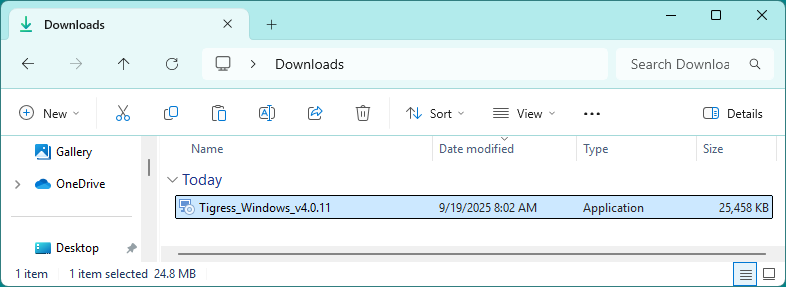 Downloads
Downloads
Search Downloa
New
Sort
View
Details
Gallery
OneDrive
Desktop
Name Date modified Type Size
Today
Tigress_Windows_v4.0.11 9/19/2025 8:02 AM Application 25,458 KB
1 item 1 item selected 24.8 MB